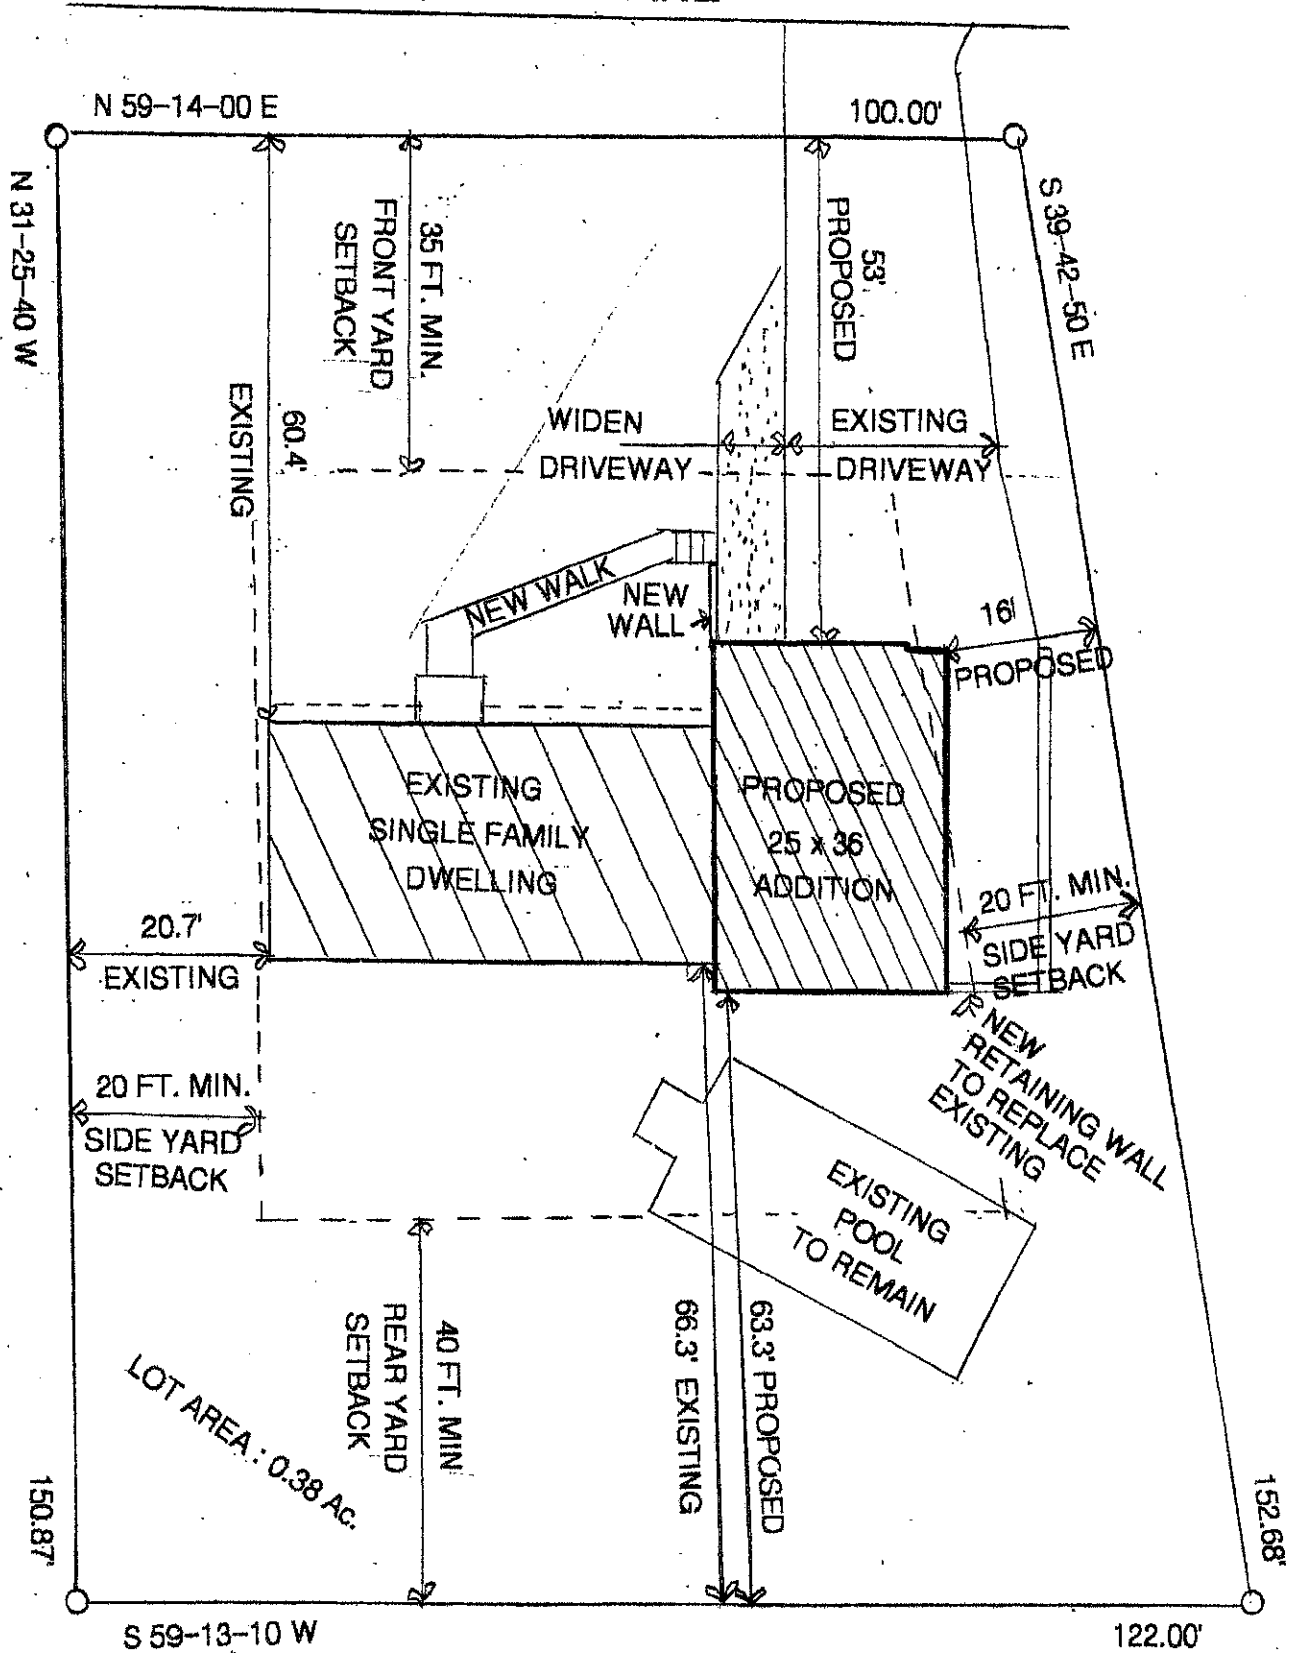 N 59-14-00 E
100.00'
N 31-25-40 W
S 39-42-50 E
35 FT. MIN.
FRONT YARD
SETBACK
53'
PROPOSED
60.4'
EXISTING
WIDEN
DRIVEWAY
EXISTING
DRIVEWAY
NEW WALK
NEW
WALL
16'
PROPOSED
EXISTING
SINGLE FAMILY
DWELLING
PROPOSED
25 x 36
ADDITION
20 FT. MIN.
SIDE YARD
SETBACK
20.7'
EXISTING
NEW
RETAINING WALL
TO REPLACE
EXISTING
20 FT. MIN.
SIDE YARD
SETBACK
EXISTING
POOL
TO REMAIN
40 FT. MIN
REAR YARD
SETBACK
66.3' EXISTING
63.3' PROPOSED
LOT AREA : 0.38 Ac.
150.87'
152.68'
S 59-13-10 W
122.00'